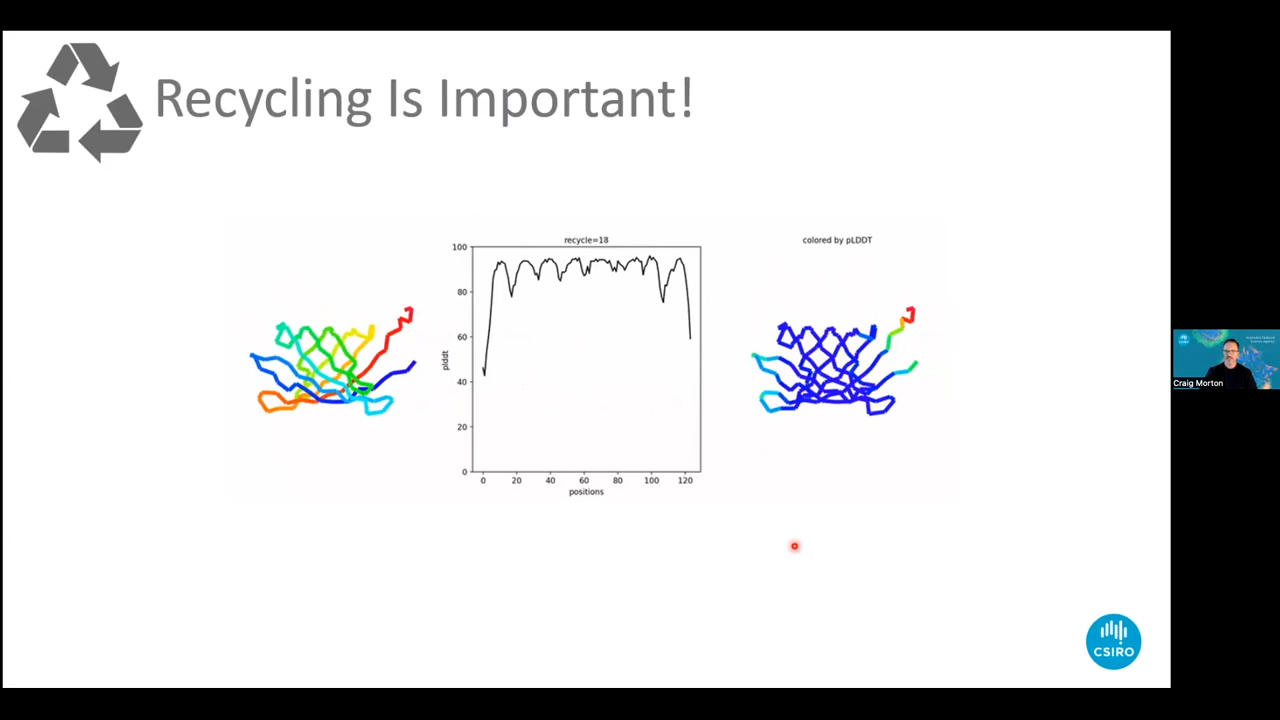 Recycling Is Important!
recycle=18
colored by pLDDT
100
80
60
40
20
0
plddt
0 20 40 60 80 100 120
positions
Craig Morton
CSIRO